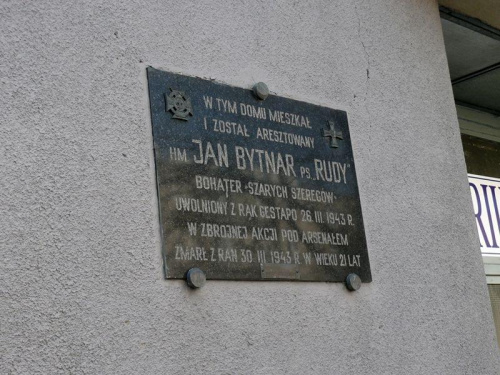 W TYM DOMU MIESZKAŁ
I ZOSTAŁ ARESZTOWANY
HM JAN BYTNAR PS. „RUDY"
BOHATER „SZARYCH SZEREGÓW"
UWOLNIONY Z RĄK GESTAPO 26.III.1943 R.
W ZBROJNEJ AKCJI POD ARSENAŁEM
ZMARŁ Z RAN 30.III.1943 R. W WIEKU 21 LAT